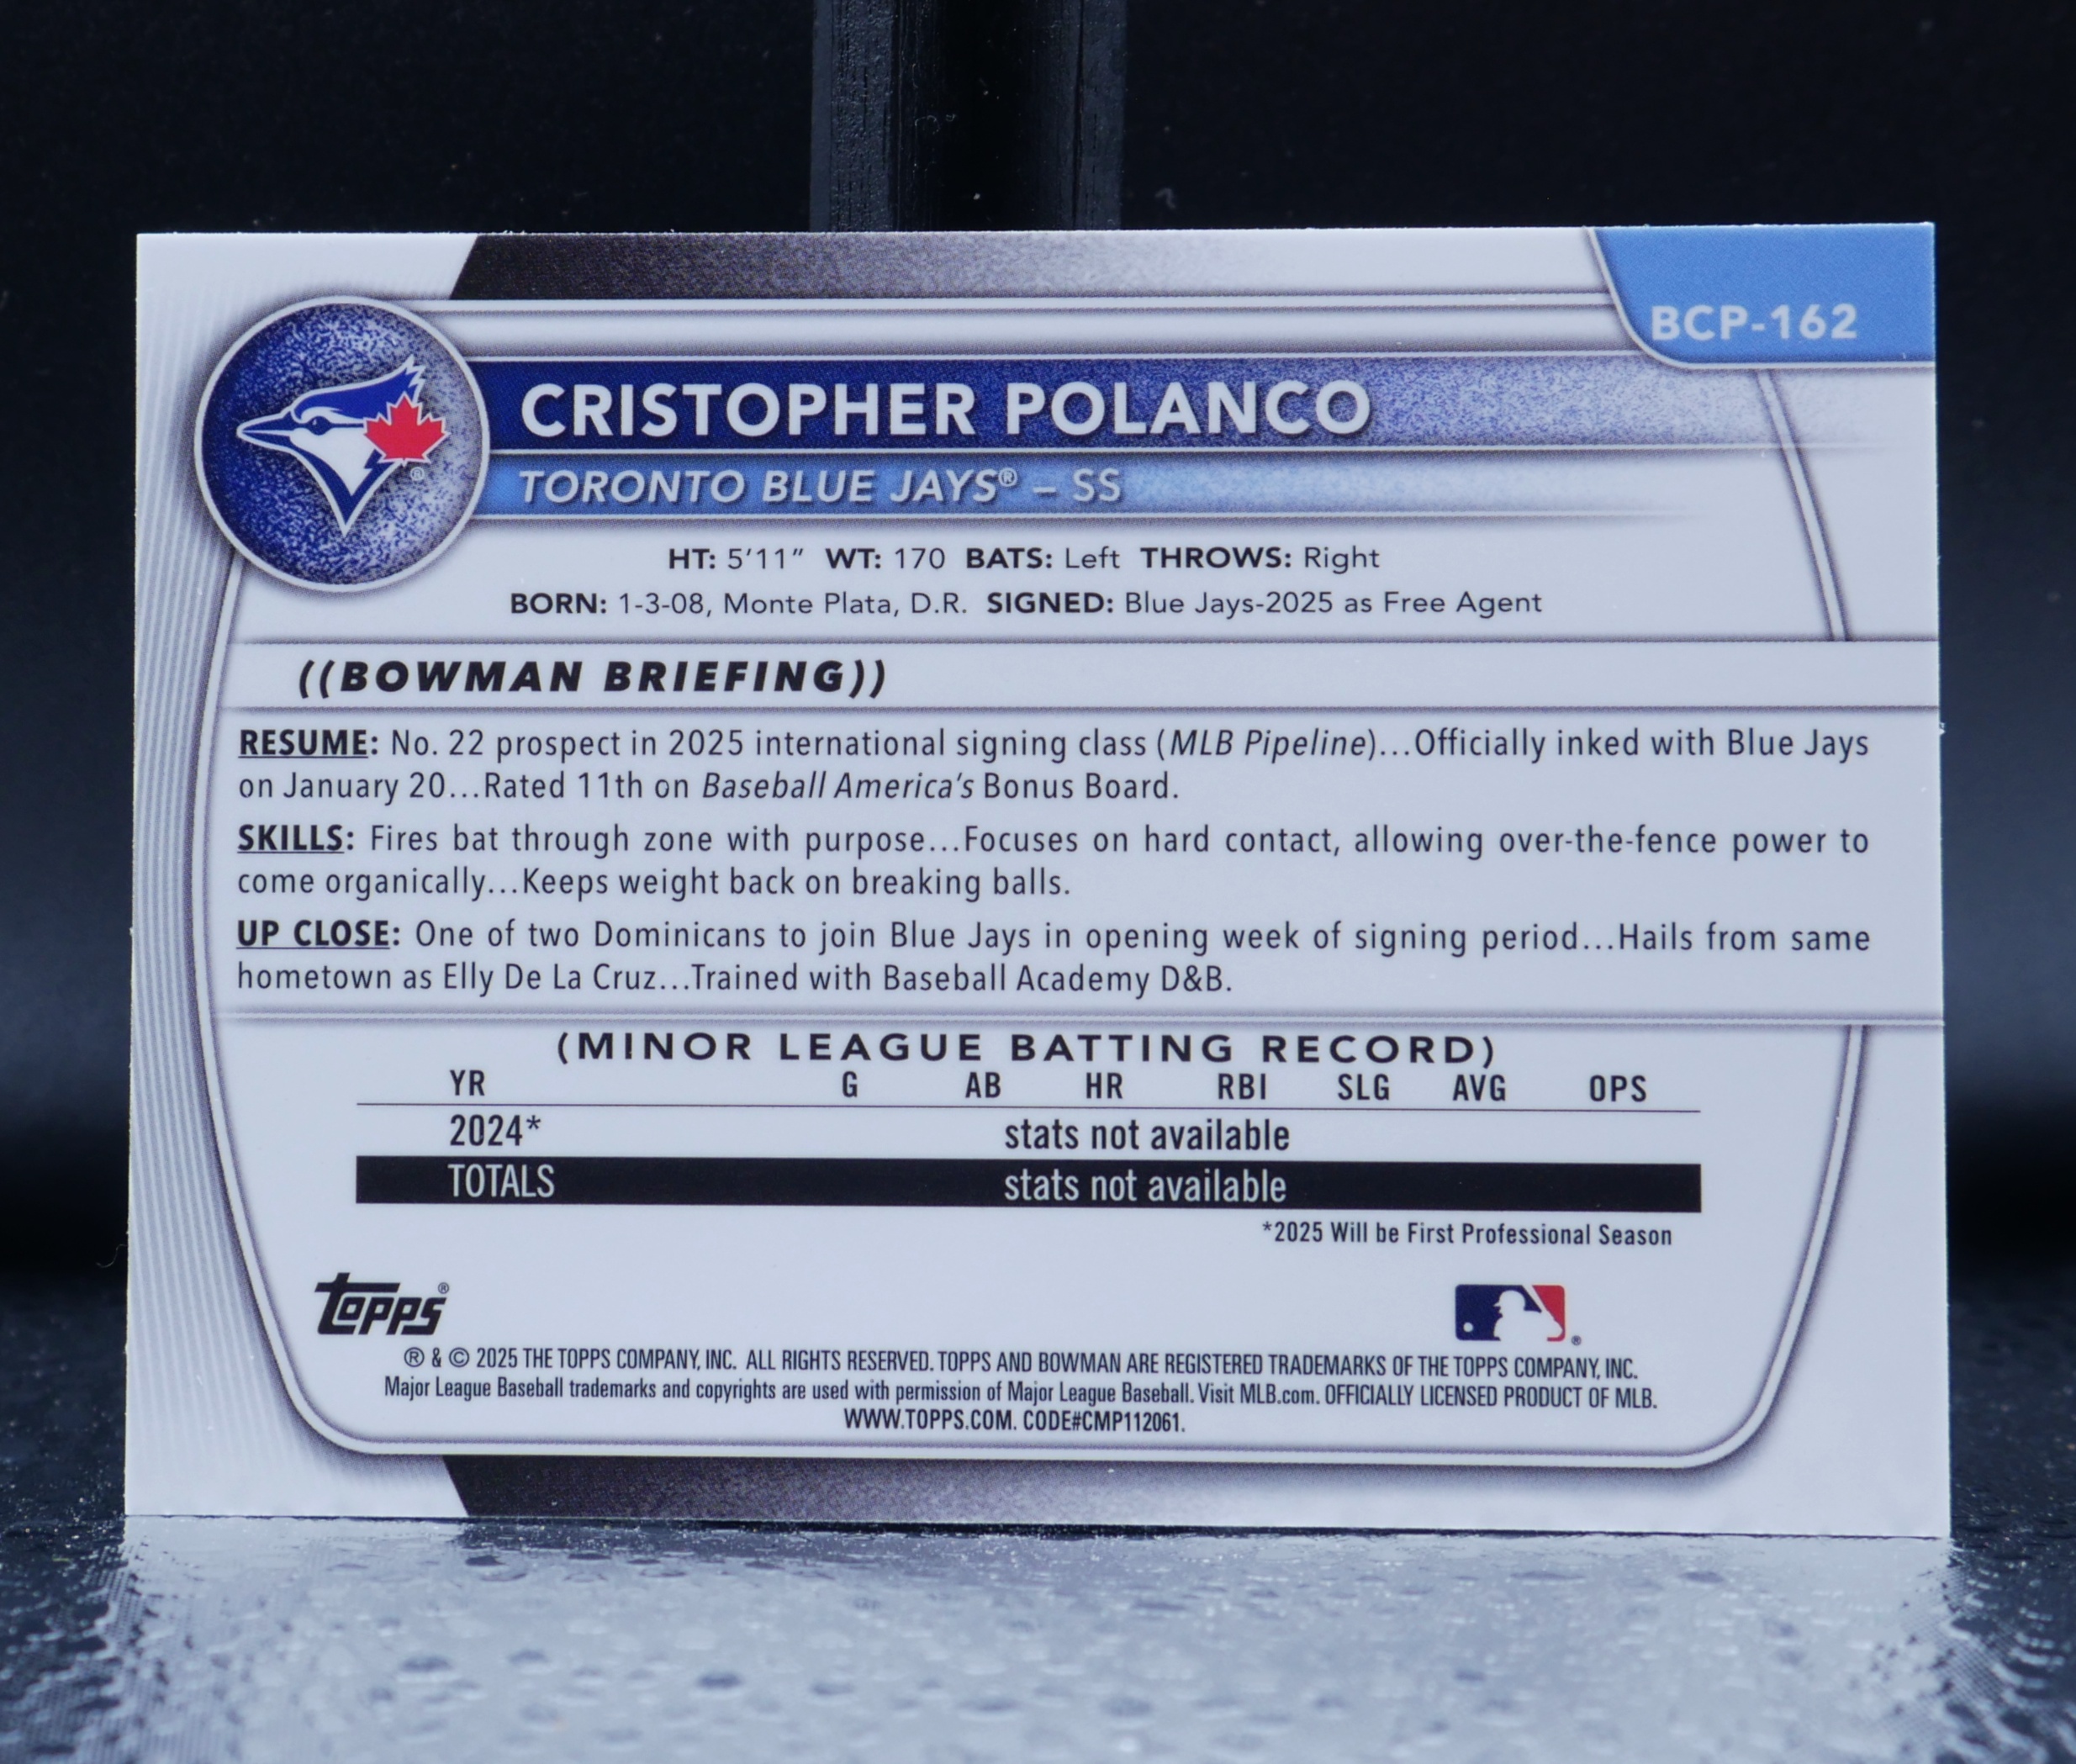 BCP-162
CRISTOPHER POLANCO
TORONTO BLUE JAYS® – SS
HT: 5'11" WT: 170 BATS: Left THROWS: Right
BORN: 1-3-08, Monte Plata, D.R. SIGNED: Blue Jays-2025 as Free Agent
((BOWMAN BRIEFING))
RESUME: No. 22 prospect in 2025 international signing class (MLB Pipeline)...Officially inked with Blue Jays
on January 20...Rated 11th on Baseball America's Bonus Board.
SKILLS: Fires bat through zone with purpose...Focuses on hard contact, allowing over-the-fence power to
come organically...Keeps weight back on breaking balls.
UP CLOSE: One of two Dominicans to join Blue Jays in opening week of signing period...Hails from same
hometown as Elly De La Cruz...Trained with Baseball Academy D&B.
(MINOR LEAGUE BATTING RECORD)
YR G AB HR RBI SLG AVG OPS
2024* stats not available
TOTALS stats not available
*2025 Will be First Professional Season
topps®
® & © 2025 THE TOPPS COMPANY, INC. ALL RIGHTS RESERVED. TOPPS AND BOWMAN ARE REGISTERED TRADEMARKS OF THE TOPPS COMPANY, INC.
Major League Baseball trademarks and copyrights are used with permission of Major League Baseball. Visit MLB.com. OFFICIALLY LICENSED PRODUCT OF MLB.
WWW.TOPPS.COM. CODE#CMP112061.